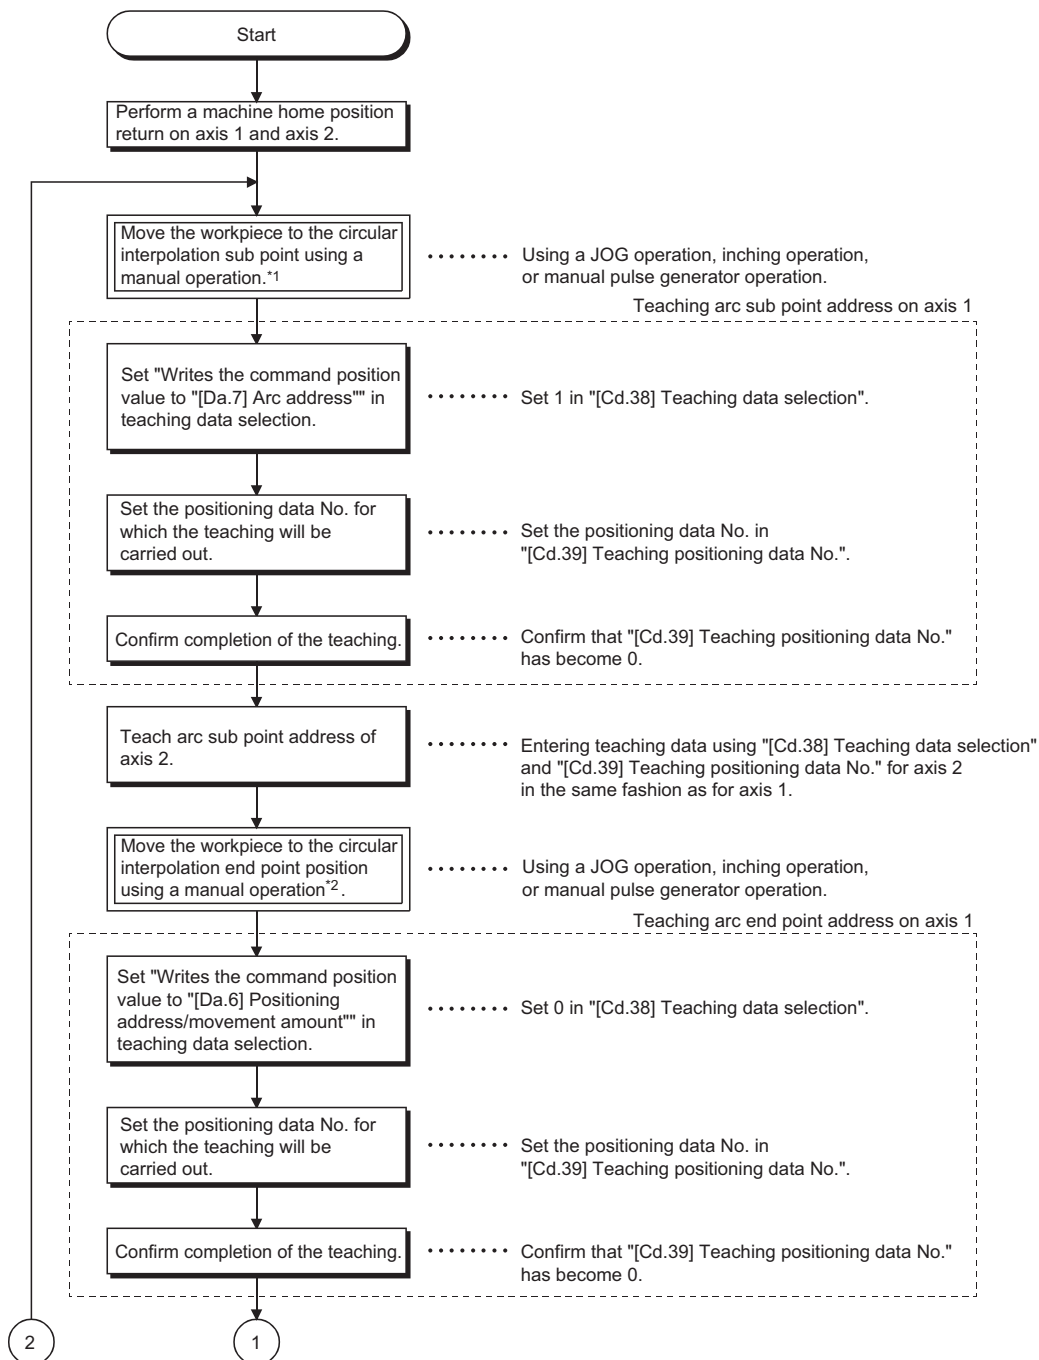 Start
Perform a machine home position
return on axis 1 and axis 2.
Move the workpiece to the circular
interpolation sub point using a
manual operation.*1
Using a JOG operation, inching operation,
or manual pulse generator operation.
Teaching arc sub point address on axis 1
Set "Writes the command position
value to "[Da.7] Arc address"" in
teaching data selection.
Set 1 in "[Cd.38] Teaching data selection".
Set the positioning data No. for
which the teaching will be
carried out.
Set the positioning data No. in
"[Cd.39] Teaching positioning data No.".
Confirm completion of the teaching.
Confirm that "[Cd.39] Teaching positioning data No."
has become 0.
Teach arc sub point address of
axis 2.
Entering teaching data using "[Cd.38] Teaching data selection"
and "[Cd.39] Teaching positioning data No." for axis 2
in the same fashion as for axis 1.
Move the workpiece to the circular
interpolation end point position
using a manual operation*2.
Using a JOG operation, inching operation,
or manual pulse generator operation.
Teaching arc end point address on axis 1
Set "Writes the command position
value to "[Da.6] Positioning
address/movement amount"" in
teaching data selection.
Set 0 in "[Cd.38] Teaching data selection".
Set the positioning data No. for
which the teaching will be
carried out.
Set the positioning data No. in
"[Cd.39] Teaching positioning data No.".
Confirm completion of the teaching.
Confirm that "[Cd.39] Teaching positioning data No."
has become 0.
2
1